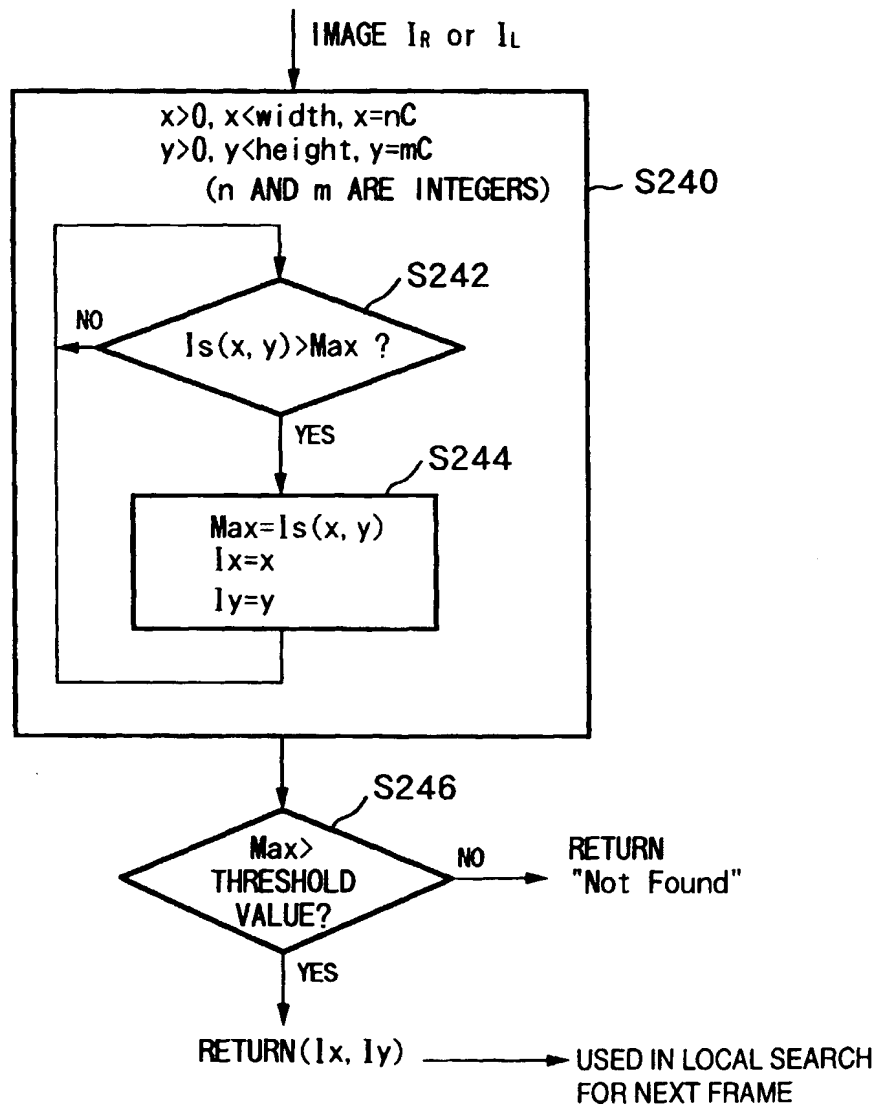 IMAGE IR or IL
x>0, x<width, x=nC
y>0, y<height, y=mC
(n AND m ARE INTEGERS)
S240
S242
NO
Is(x, y)>Max ?
YES
S244
Max=Is(x, y)
Ix=x
Iy=y
S246
Max>
THRESHOLD
VALUE?
NO
RETURN
"Not Found"
YES
RETURN(Ix, Iy)
USED IN LOCAL SEARCH
FOR NEXT FRAME